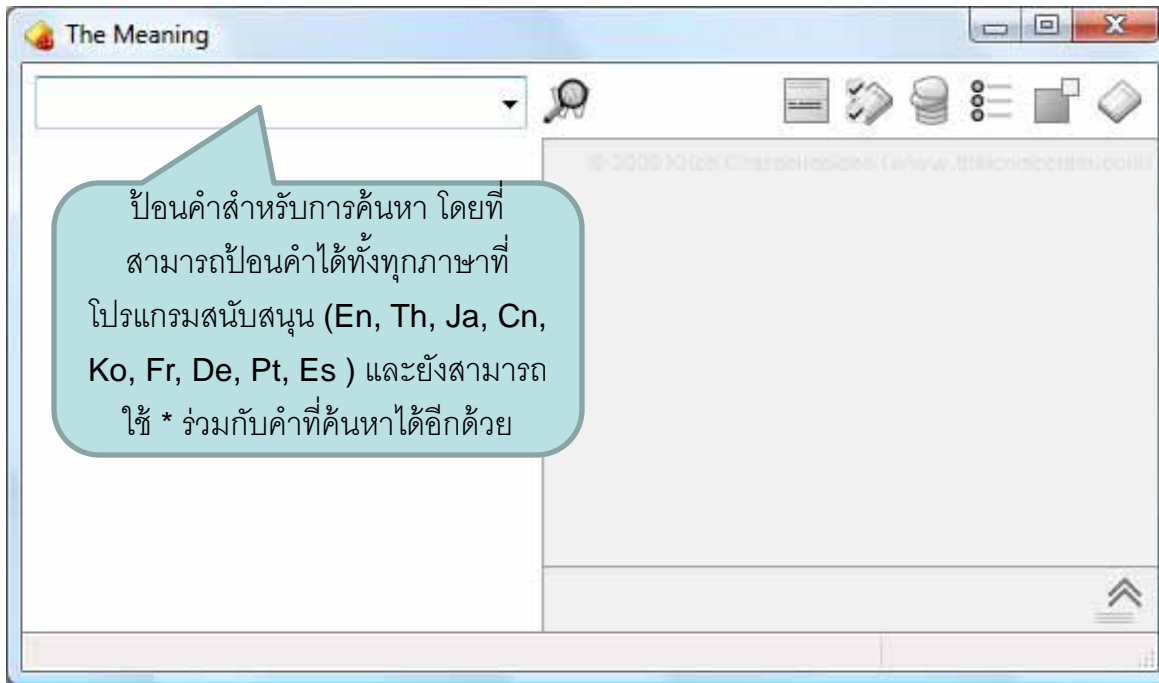 The Meaning
© 2009
ป้อนคำสำหรับการค้นหา โดยที่
สามารถป้อนคำได้ทั้งทุกภาษาที่
โปรแกรมสนับสนุน (En, Th, Ja, Cn,
Ko, Fr, De, Pt, Es ) และยังสามารถ
ใช้ * ร่วมกับคำที่ค้นหาได้อีกด้วย